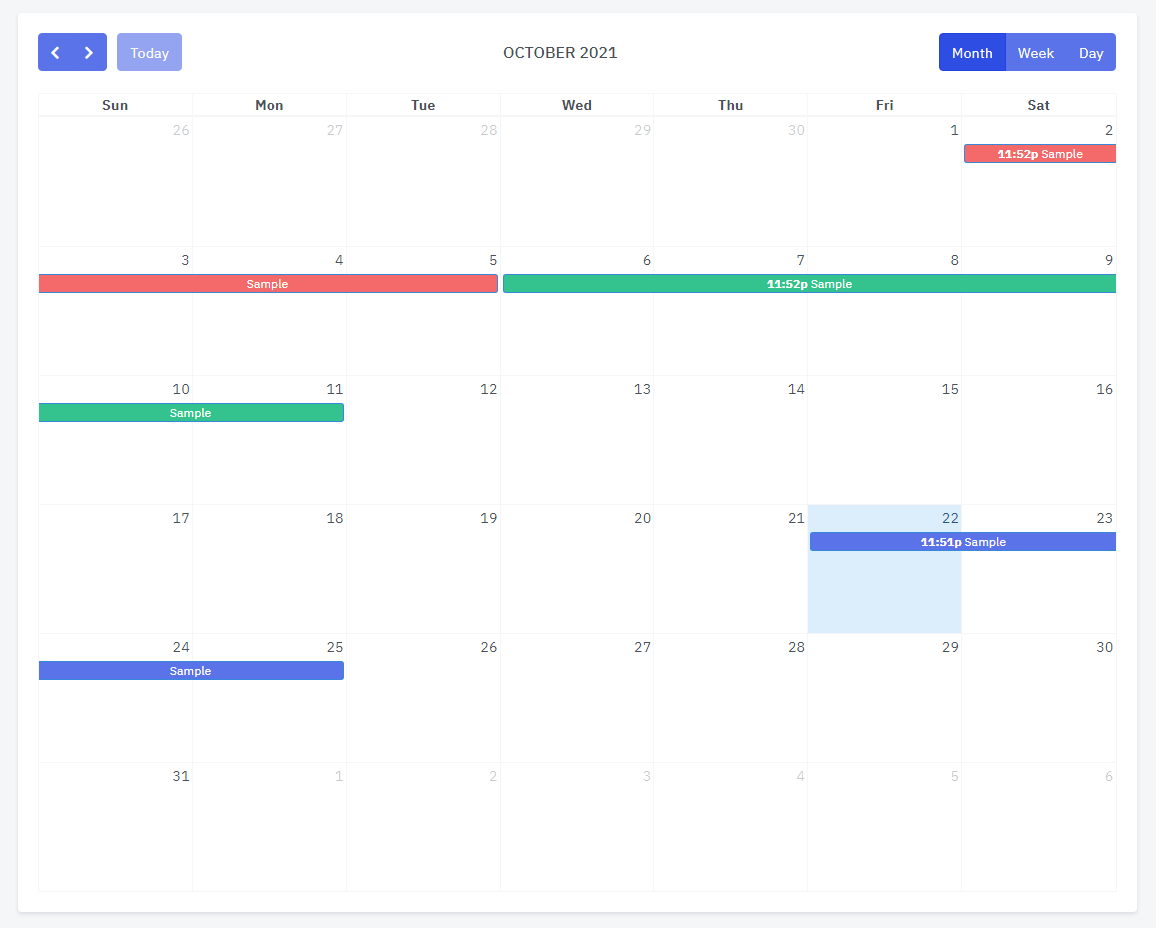 Today OCTOBER 2021 Month Week Day
Sun Mon Tue Wed Thu Fri Sat
26 27 28 29 30 1 2
11:52p Sample
3 4 5 6 7 8 9
Sample 11:52p Sample
10 11 12 13 14 15 16
Sample
17 18 19 20 21 22 23
11:51p Sample
24 25 26 27 28 29 30
Sample
31 1 2 3 4 5 6